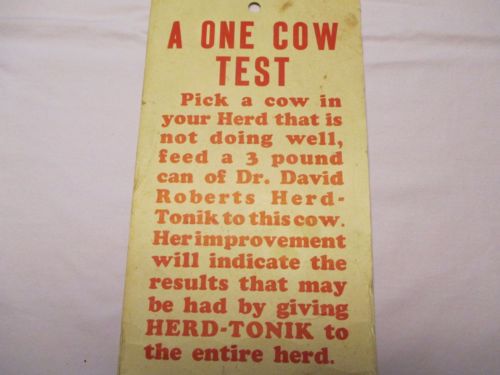 A ONE COW
TEST
Pick a cow in
your Herd that is
not doing well,
feed a 3 pound
can of Dr. David
Roberts Herd-
Tonik to this cow.
Her improvement
will indicate the
results that may
be had by giving
HERD-TONIK to
the entire herd.